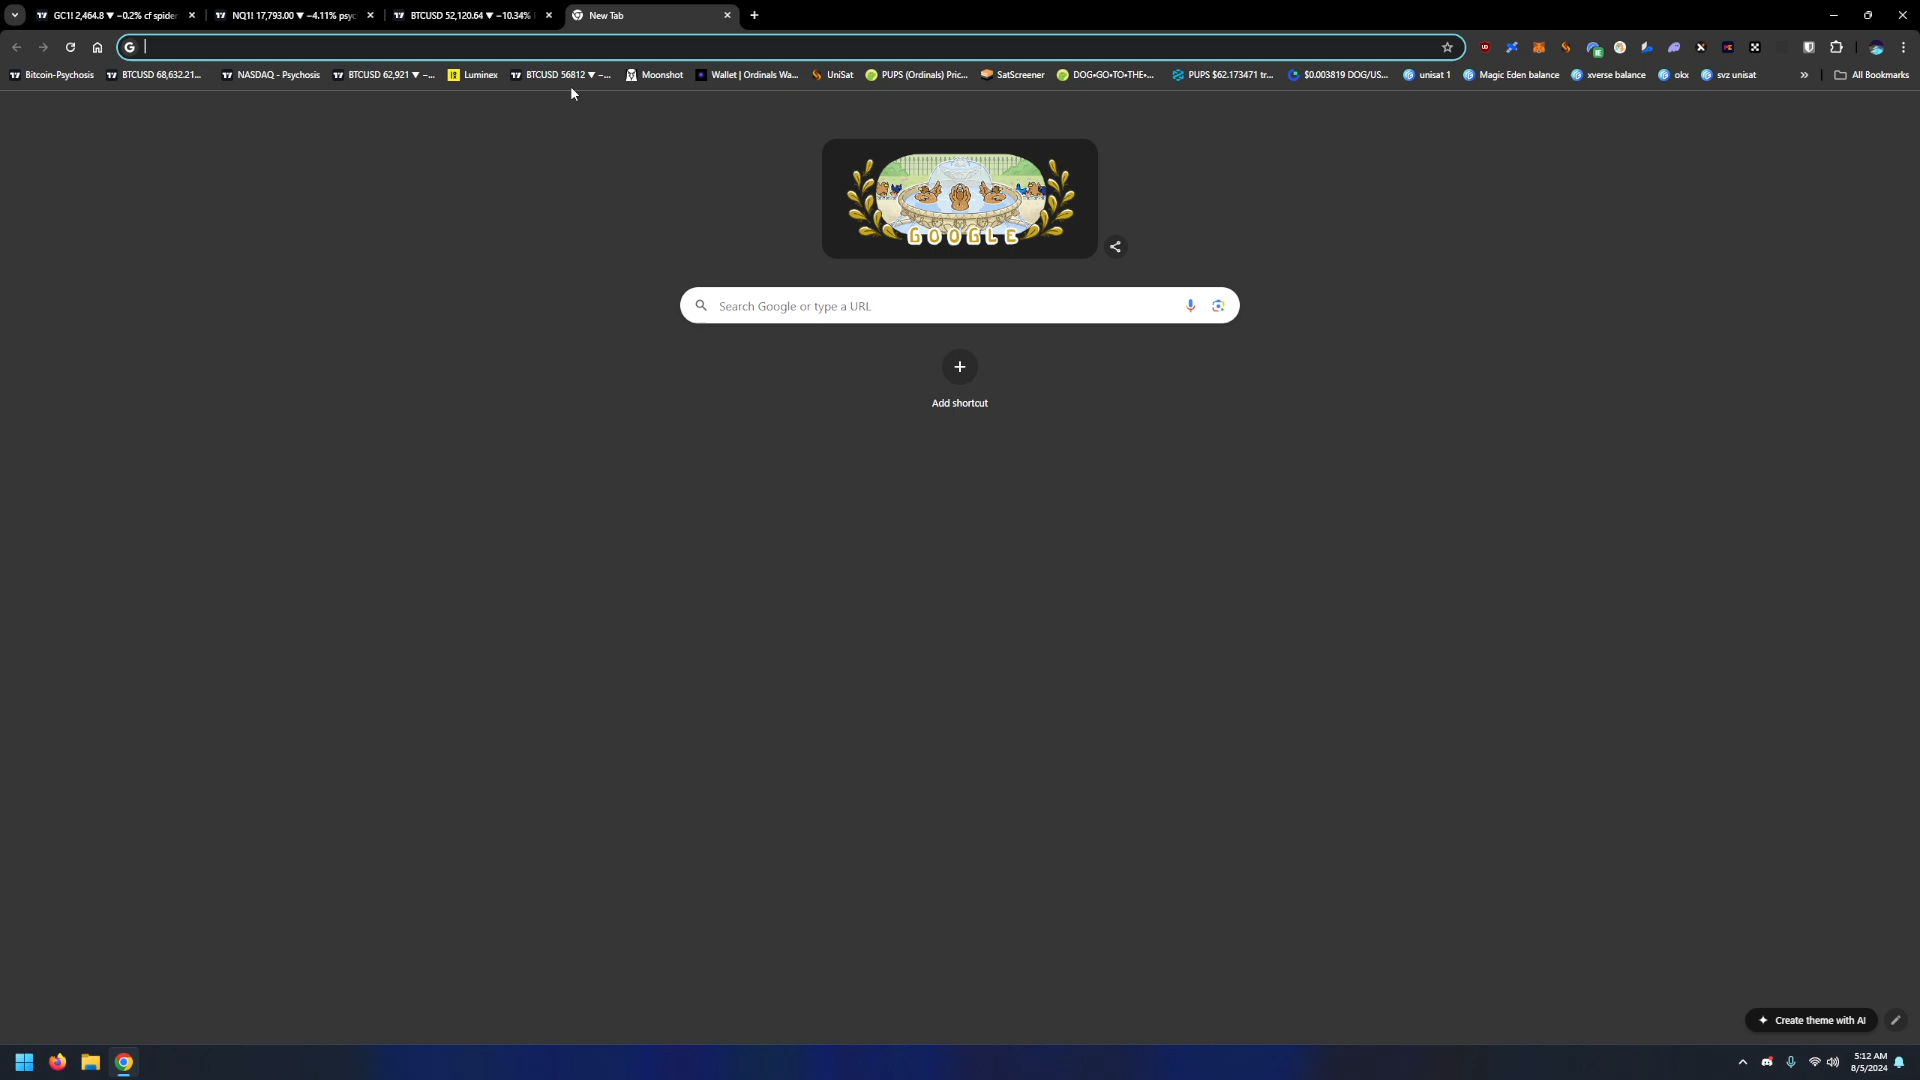 GC1! 2,464.8 ▼ −0.2% cf spider
NQ1! 17,793.00 ▼ −4.11% psyc
BTCUSD 52,120.64 ▼ −10.34%
New Tab
Bitcoin-Psychosis
BTCUSD 68,632.21...
NASDAQ - Psychosis
BTCUSD 62,921 ▼ −...
Luminex
BTCUSD 56812 ▼ −...
Moonshot
Wallet | Ordinals Wa...
UniSat
PUPS (Ordinals) Pric...
SatScreener
DOG•GO•TO•THE•...
PUPS $62.173471 tr...
$0.003819 DOG/US...
unisat 1
Magic Eden balance
xverse balance
okx
svz unisat
All Bookmarks
GOOGLE
Search Google or type a URL
Add shortcut
Create theme with AI
5:12 AM
8/5/2024